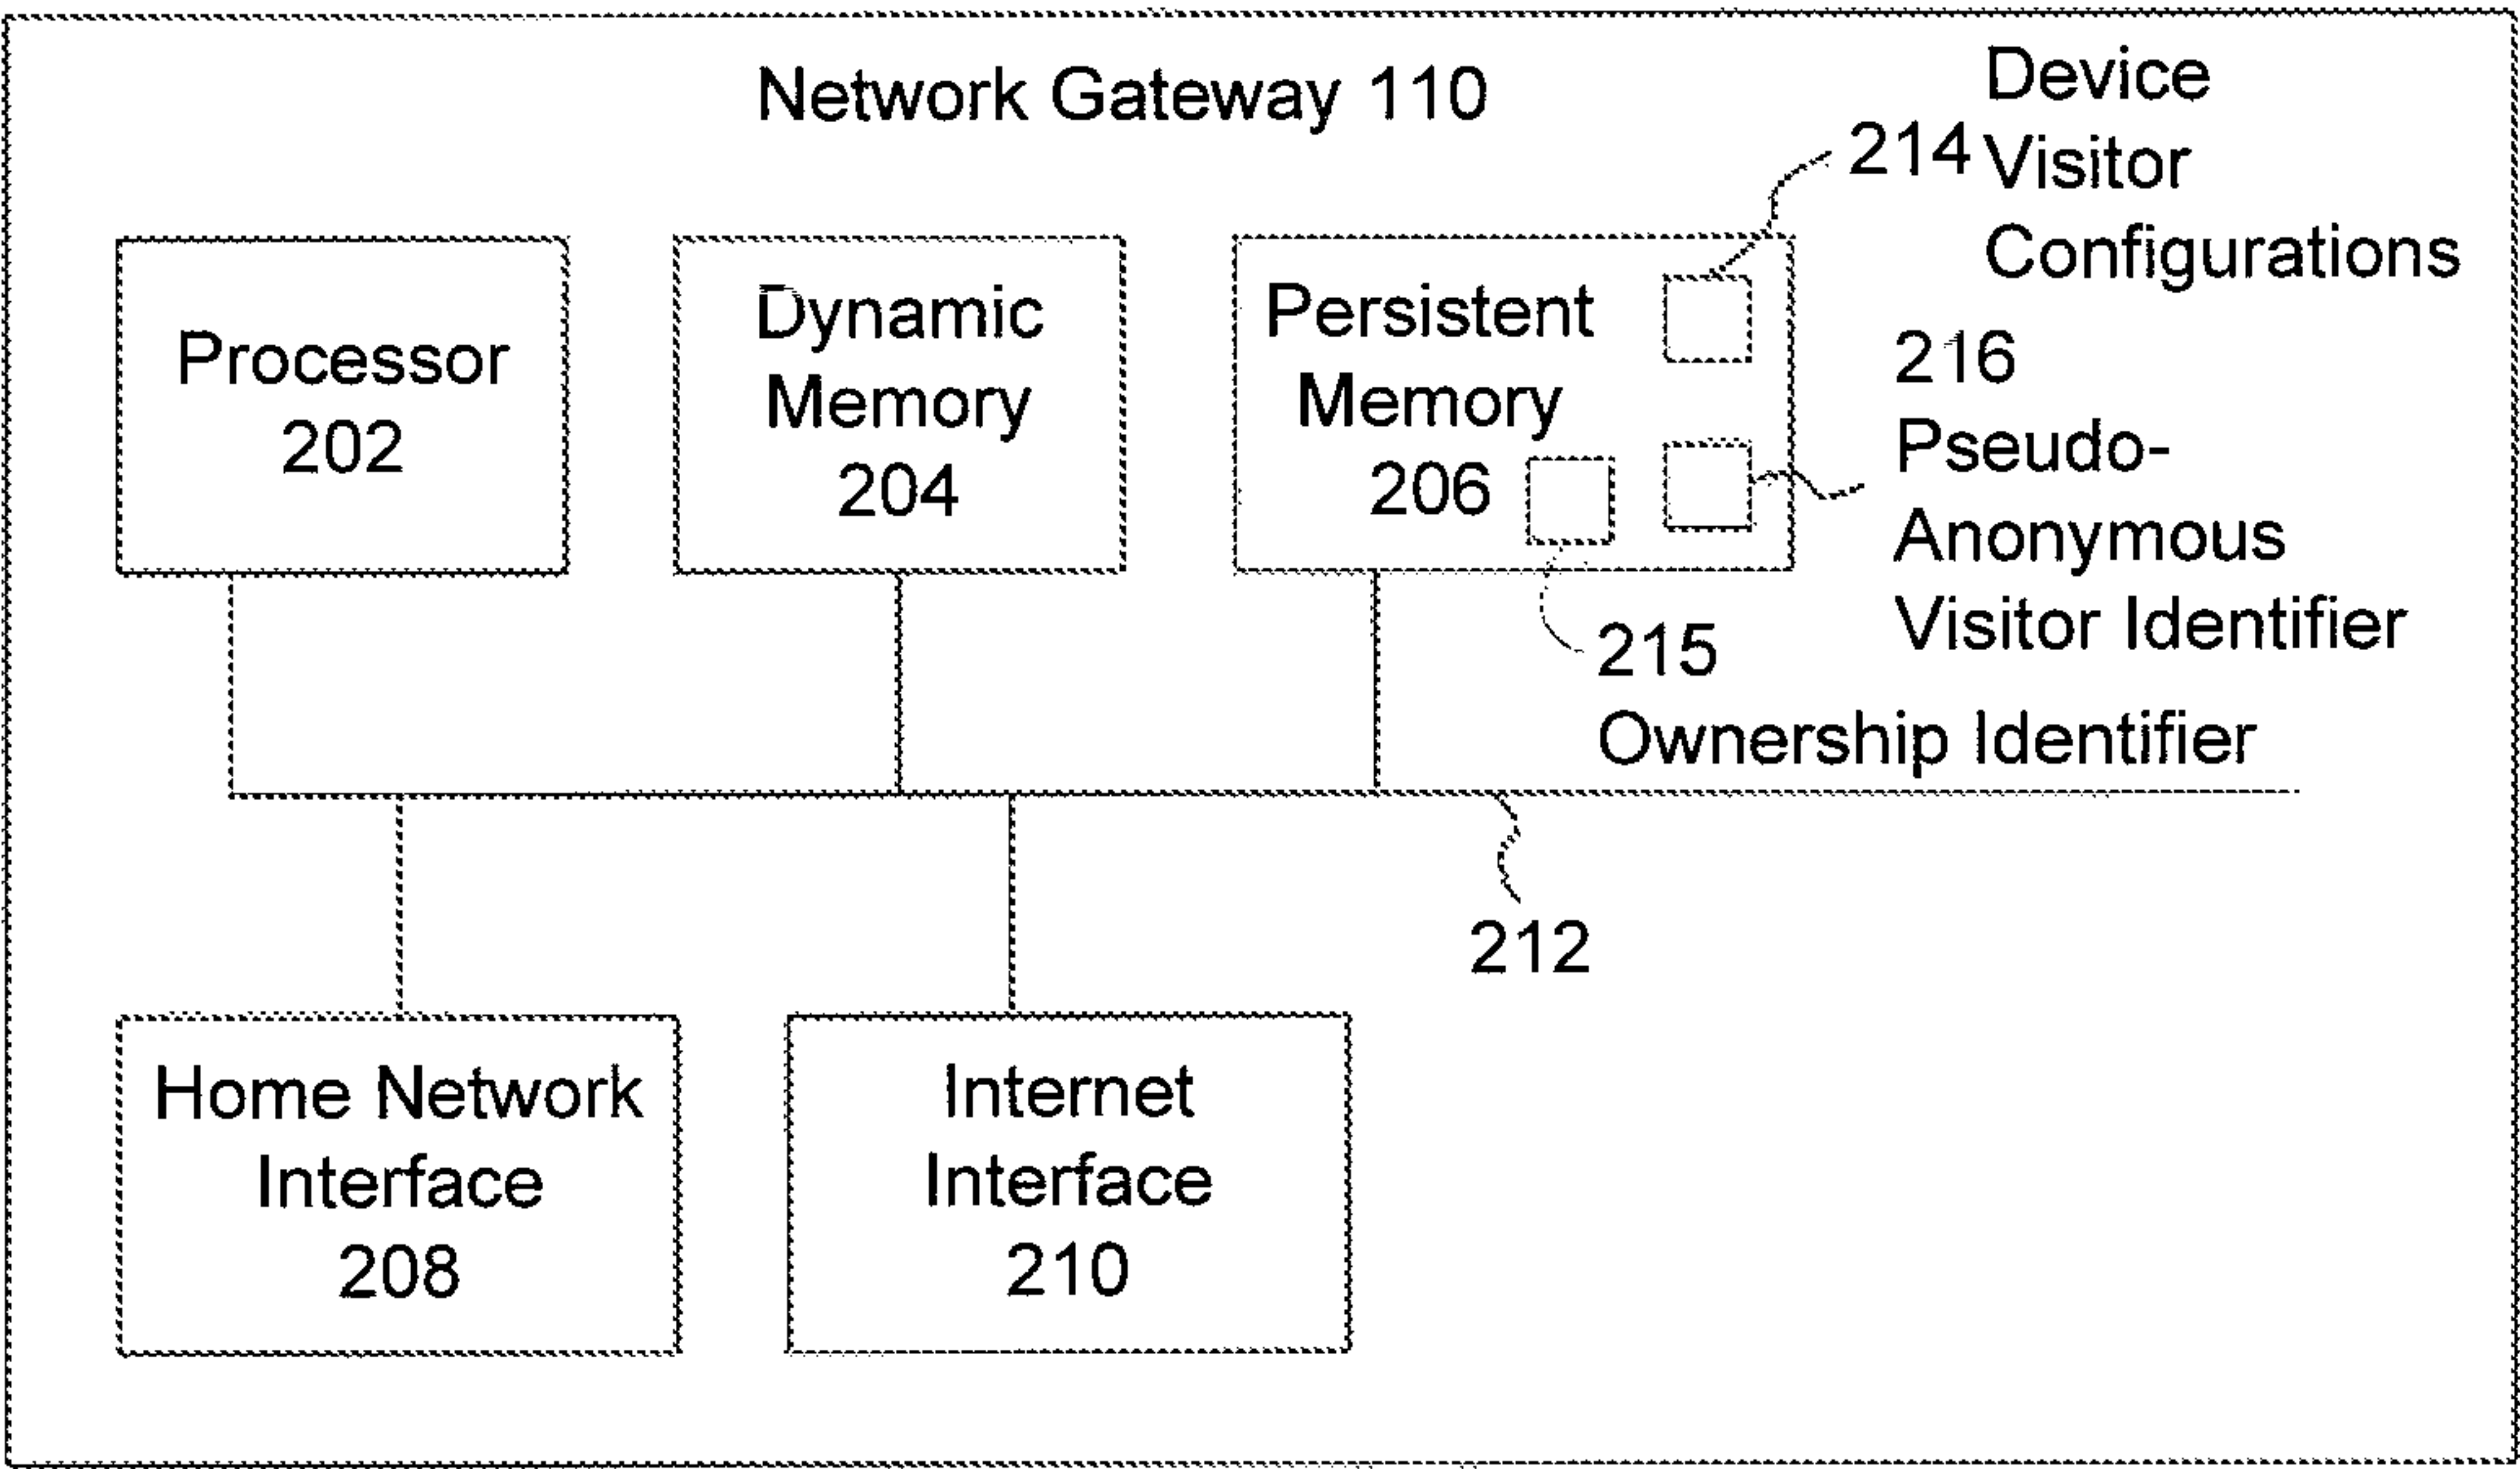 Network Gateway 110
Processor
202
Dynamic
Memory
204
Persistent
Memory
206
214
Device
Visitor
Configurations
216
Pseudo-
Anonymous
Visitor Identifier
215
Ownership Identifier
212
Home Network
Interface
208
Internet
Interface
210